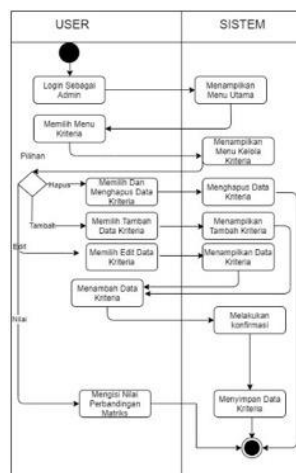 USER
SISTEM
Login Sebagai
Admin
Menampilkan
Menu Utama
Memilih Menu
Kriteria
Menampilkan
Menu Kelola
Kriteria
Pilihan
Hapus
Memilih Dan
Menghapus Data
Kriteria
Menghapus Data
Kriteria
Tambah
Memilih Tambah
Data Kriteria
Menampilkan
Tambah Kriteria
Edit
Memilih Edit Data
Kriteria
Menampilkan Data
Kriteria
Menambah Data
Kriteria
Melakukan
konfirmasi
Nilai
Mengisi Nilai
Perbandingan
Matriks
Menyimpan Data
Kriteria